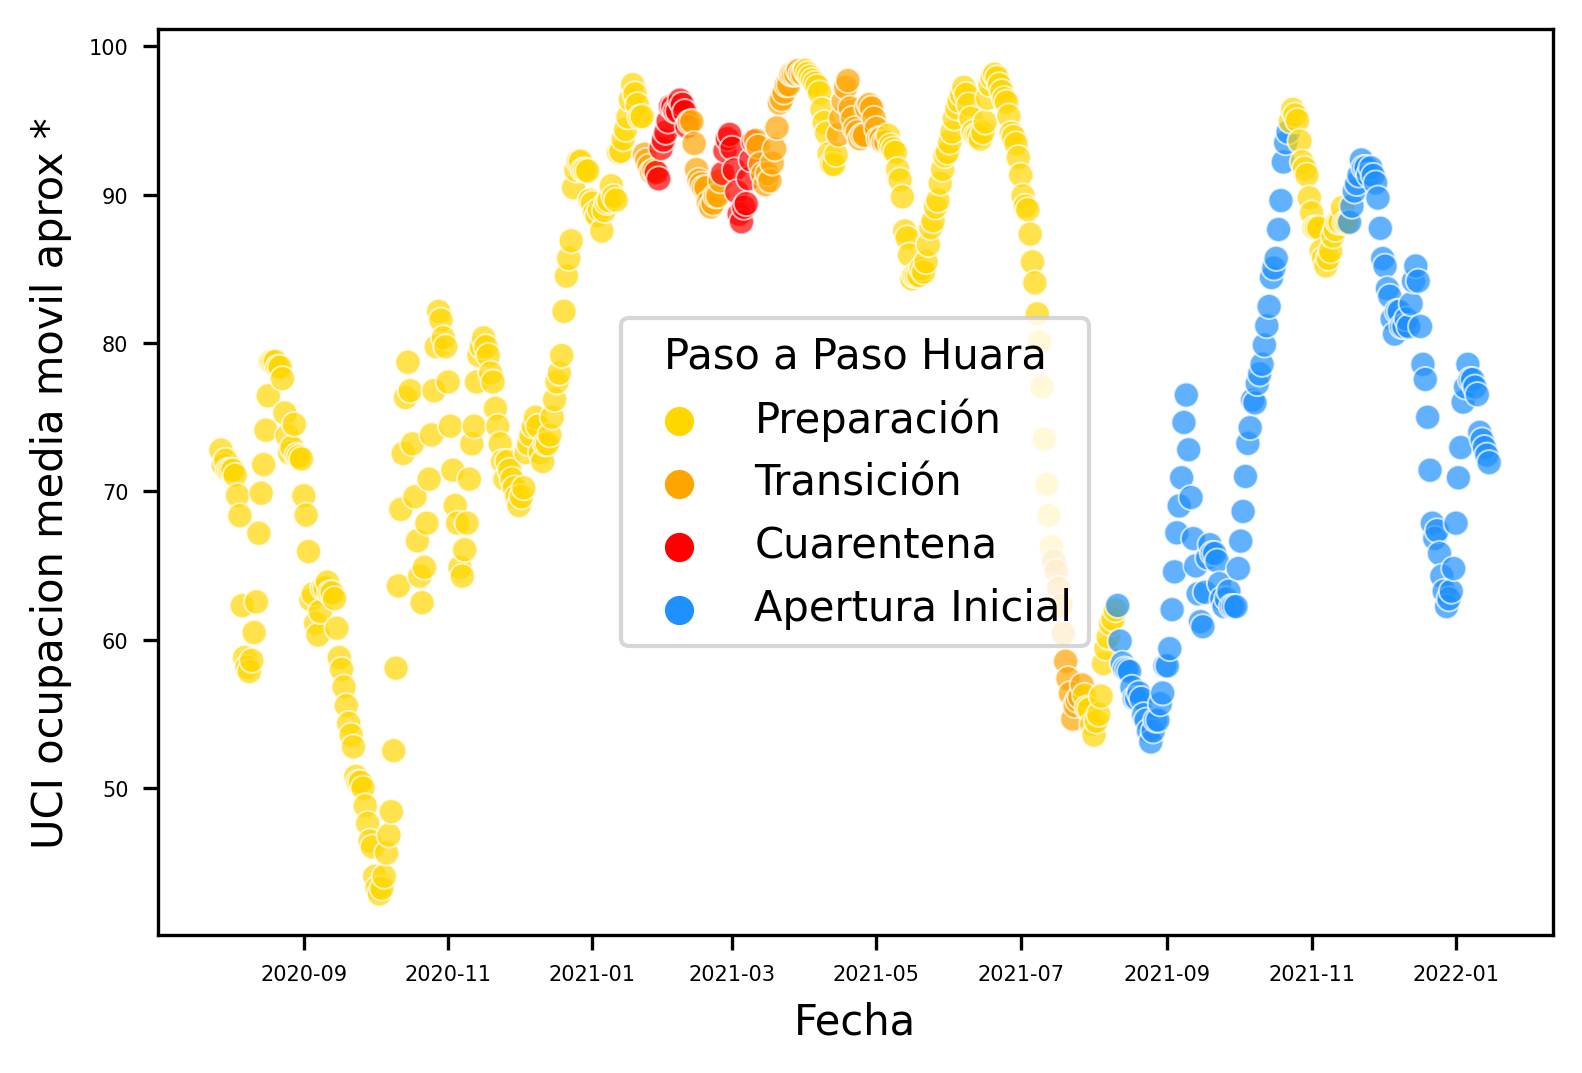 100
90
80
70
60
50
UCI ocupacion media movil aprox *
Paso a Paso Huara
Preparación
Transición
Cuarentena
Apertura Inicial
2020-09 2020-11 2021-01 2021-03 2021-05 2021-07 2021-09 2021-11 2022-01
Fecha